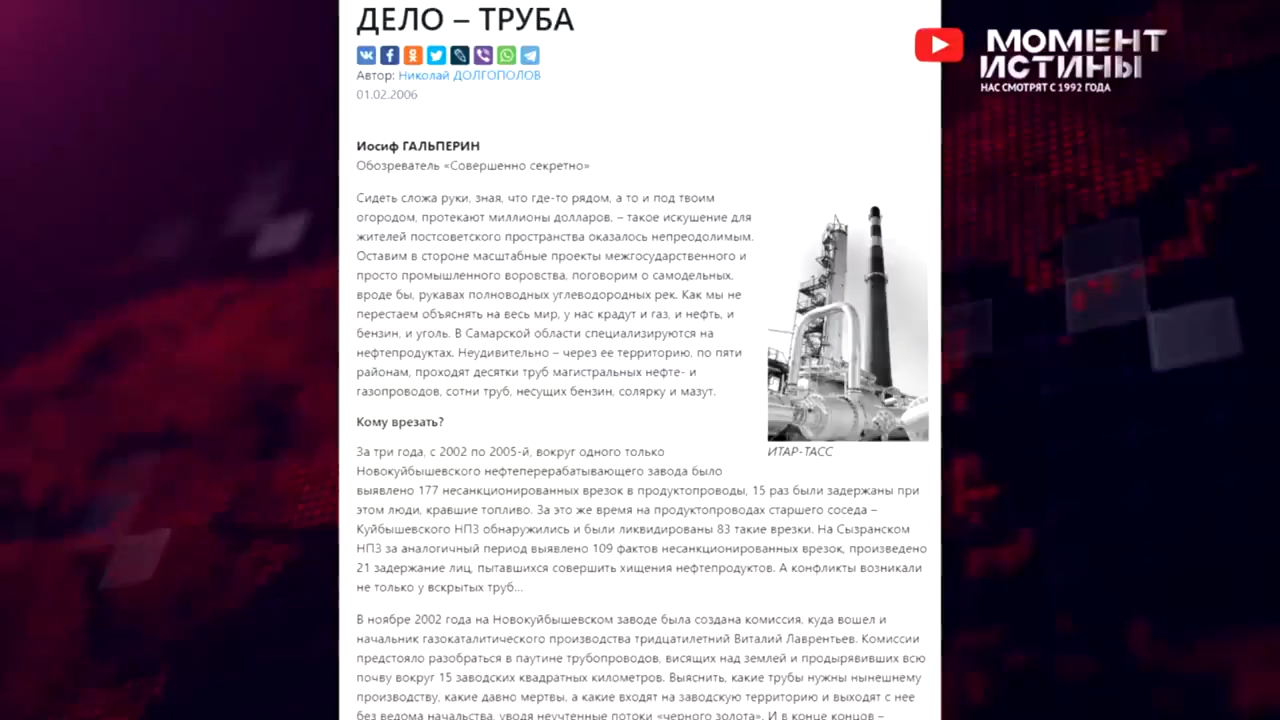 ДЕЛО – ТРУБА
Автор: Николай ДОЛГОПОЛОВ
01.02.2006
МОМЕНТ
ИСТИНЫ
НАС СМОТРЯТ С 1992 ГОДА
Иосиф ГАЛЬПЕРИН
Обозреватель «Совершенно секретно»
Сидеть сложа руки, зная, что где-то рядом, а то и под твоим
огородом, протекают миллионы долларов, – такое искушение для
жителей постсоветского пространства оказалось непреодолимым.
Оставим в стороне масштабные проекты межгосударственного и
просто промышленного воровства, поговорим о самодельных,
вроде бы, рукавах полноводных углеводородных рек. Как мы не
перестаем объяснять на весь мир, у нас крадут и газ, и нефть, и
бензин, и уголь. В Самарской области специализируются на
нефтепродуктах. Неудивительно – через ее территорию, по пяти
районам, проходят десятки труб магистральных нефте- и
газопроводов, сотни труб, несущих бензин, солярку и мазут.
ИТАР-ТАСС
Кому врезать?
За три года, с 2002 по 2005-й, вокруг одного только
Новокуйбышевского нефтеперерабатывающего завода было
выявлено 177 несанкционированных врезок в продуктопроводы, 15 раз были задержаны при
этом люди, кравшие топливо. За это же время на продуктопроводах старшего соседа –
Куйбышевского НПЗ обнаружились и были ликвидированы 83 такие врезки. На Сызранском
НПЗ за аналогичный период выявлено 109 фактов несанкционированных врезок, произведено
21 задержание лиц, пытавшихся совершить хищения нефтепродуктов. А конфликты возникали
не только у вскрытых труб...
В ноябре 2002 года на Новокуйбышевском заводе была создана комиссия, куда вошел и
начальник газокаталитического производства тридцатилетний Виталий Лаврентьев. Комиссии
предстояло разобраться в паутине трубопроводов, висящих над землей и продырявивших всю
почву вокруг 15 заводских квадратных километров. Выяснить, какие трубы нужны нынешнему
производству, какие давно мертвы, а какие входят на заводскую территорию и выходят с нее
без ведома начальства, уводя неучтенные потоки «черного золота». И в конце концов –